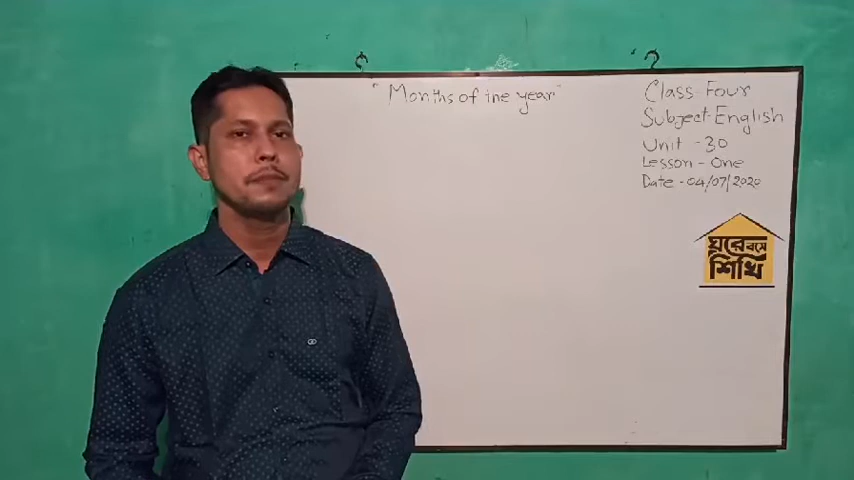 "Months of the year"
Class Four
Subject-English
Unit - 30
Lesson - One
Date - 04/07/2020
ঘরে বসে
শিখি